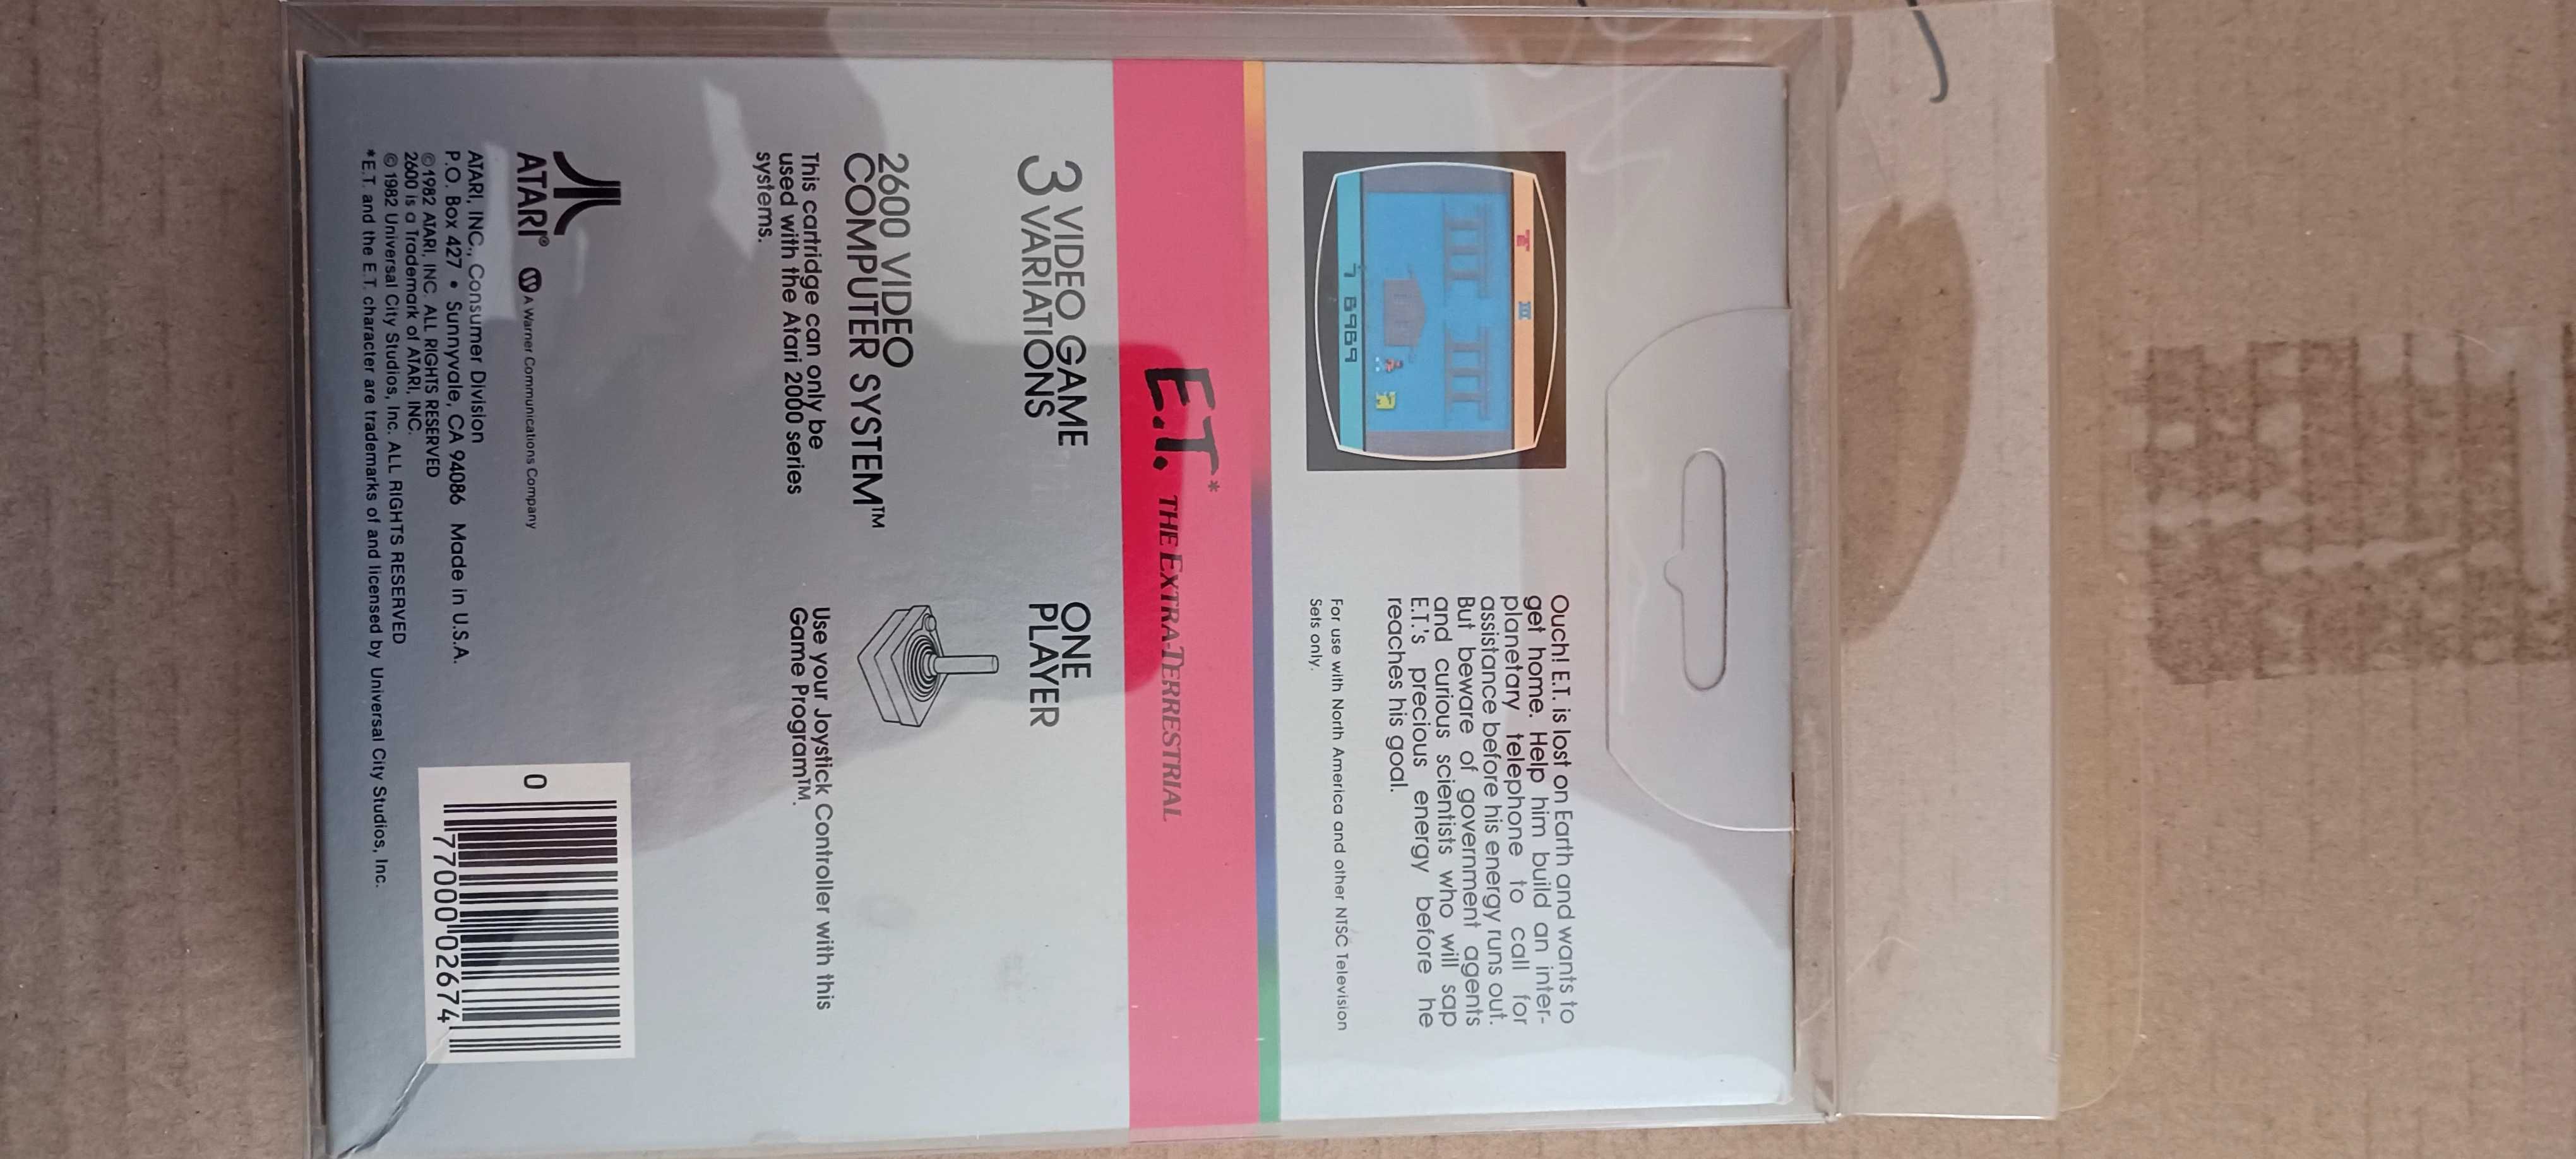 Ouch! E.T. is lost on Earth and wants to
get home. Help him build an inter-
planetary telephone to call for
assistance before his energy runs out.
But beware of government agents
and curious scientists who will sap
E.T.'s precious energy before he
reaches his goal.
For use with North America and other NTSC Television
Sets only.
E.T.* THE EXTRA-TERRESTRIAL
3 VIDEO GAME
VARIATIONS
ONE
PLAYER
2600 VIDEO
COMPUTER SYSTEM™
This cartridge can only be
used with the Atari 2000 series
systems.
Use your Joystick Controller with this
Game Program™.
ATARI® A Warner Communications Company
ATARI, INC., Consumer Division
P.O. Box 427 • Sunnyvale, CA 94086 Made in U.S.A.
©1982 ATARI, INC. ALL RIGHTS RESERVED
2600 is a Trademark of ATARI, INC.
©1982 Universal City Studios, Inc. ALL RIGHTS RESERVED
*E.T. and the E.T. character are trademarks of and licensed by Universal City Studios, Inc.
0 77000 02674